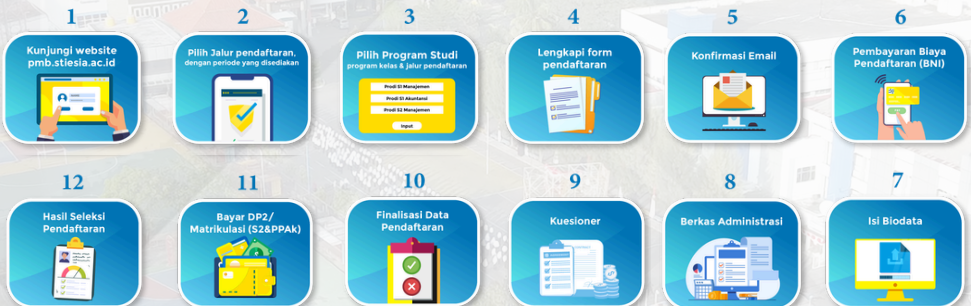 1
Kunjungi website
pmb.stiesia.ac.id
2
Pilih Jalur pendaftaran,
dengan periode yang disediakan
3
Pilih Program Studi
program kelas & jalur pendaftaran
Prodi S1 Manajemen
Prodi S1 Akuntansi
Prodi S2 Manajemen
Input
4
Lengkapi form
pendaftaran
5
Konfirmasi Email
6
Pembayaran Biaya
Pendaftaran (BNI)
12
Hasil Seleksi
Pendaftaran
11
Bayar DP2/
Matrikulasi (S2&PPAk)
10
Finalisasi Data
Pendaftaran
9
Kuesioner
8
Berkas Administrasi
7
Isi Biodata